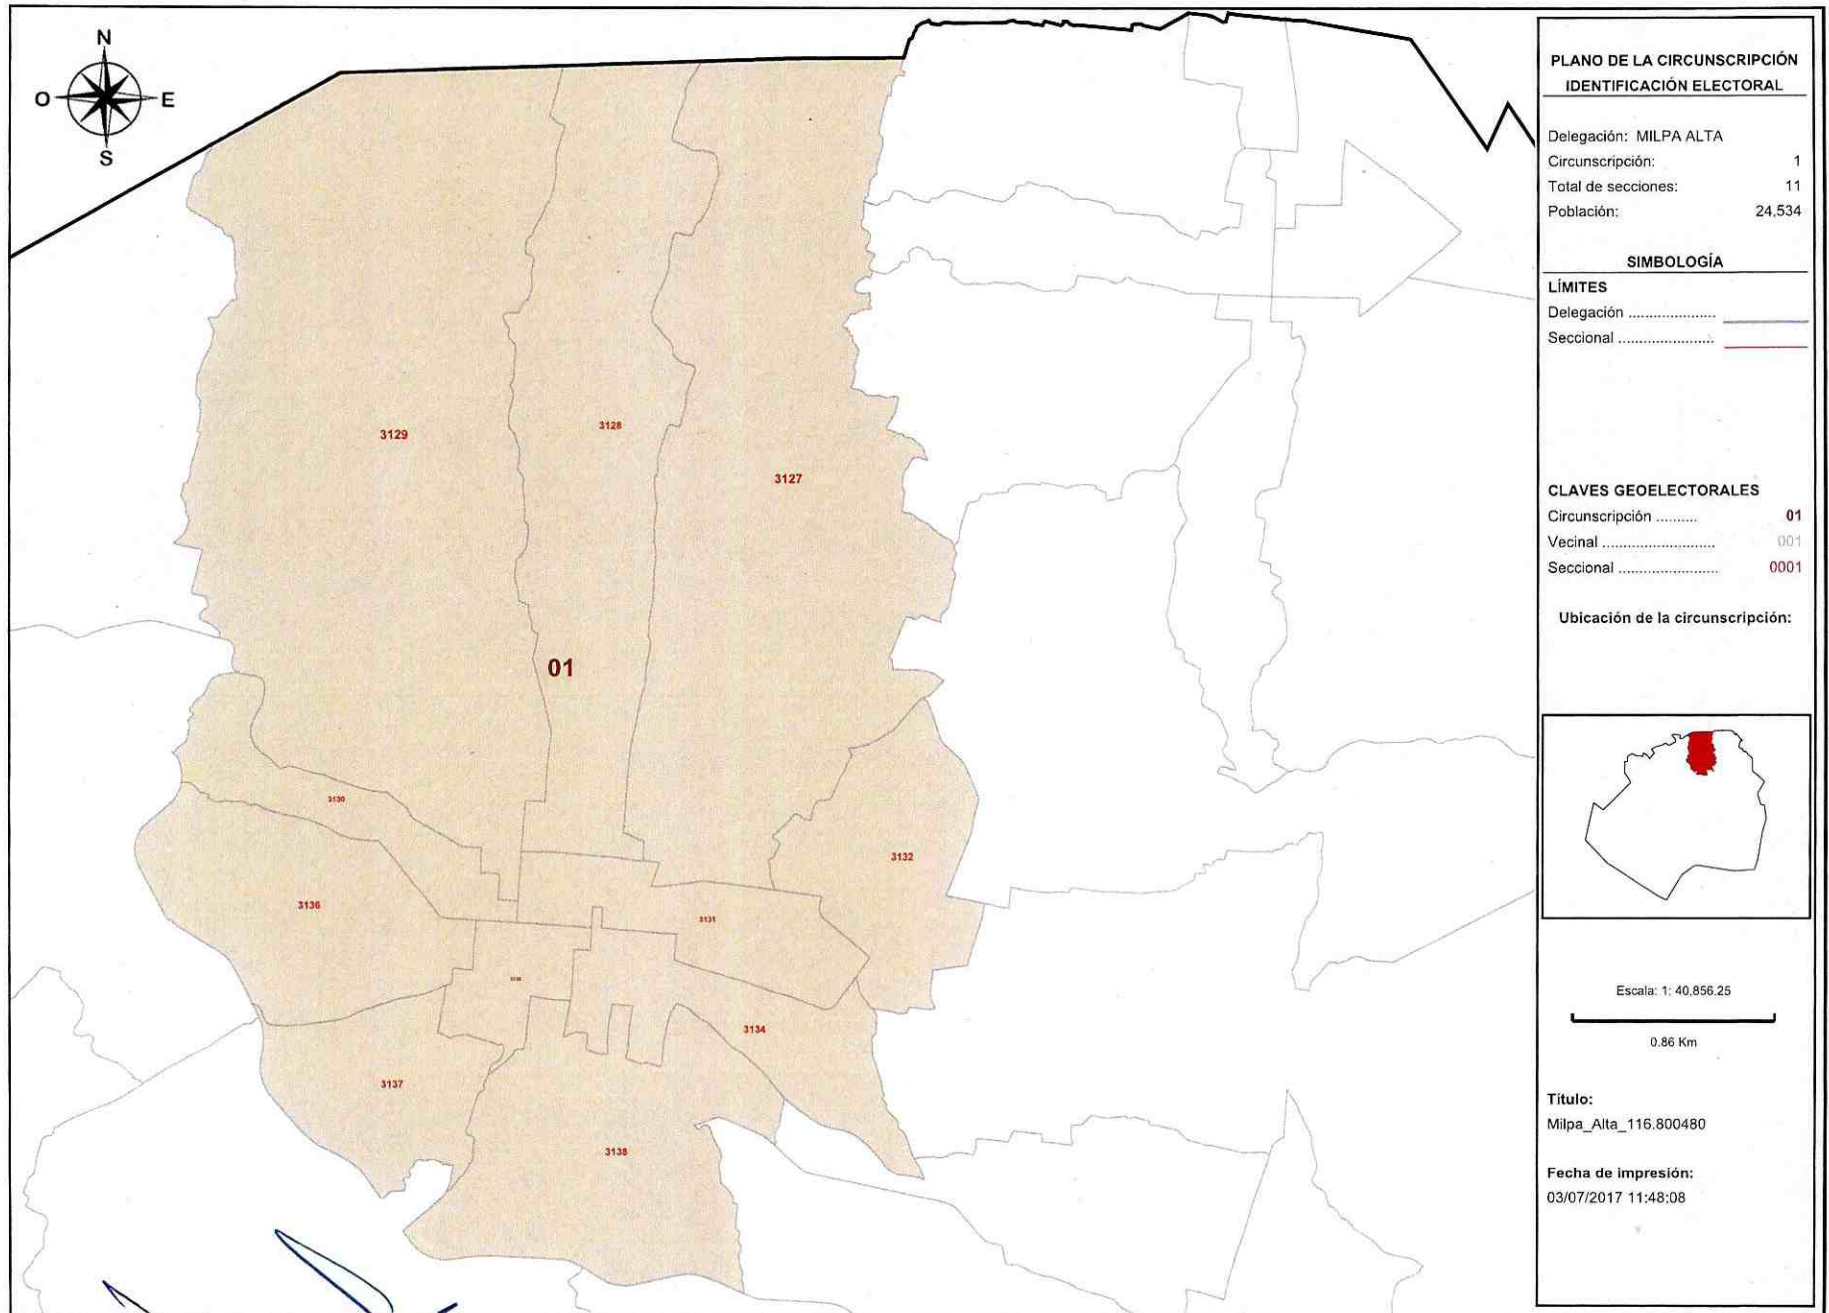 N
O E
S
3129
3128
3127
01
3130
3132
3136
3131
3134
3137
3138
PLANO DE LA CIRCUNSCRIPCIÓN
IDENTIFICACIÓN ELECTORAL
Delegación: MILPA ALTA
Circunscripción: 1
Total de secciones: 11
Población: 24,534
SIMBOLOGÍA
LÍMITES
Delegación .....................
Seccional .......................
CLAVES GEOELECTORALES
Circunscripción .......... 01
Vecinal ........................... 001
Seccional ........................ 0001
Ubicación de la circunscripción:
Escala: 1: 40,856.25
0.86 Km
Título:
Milpa_Alta_116.800480
Fecha de impresión:
03/07/2017 11:48:08